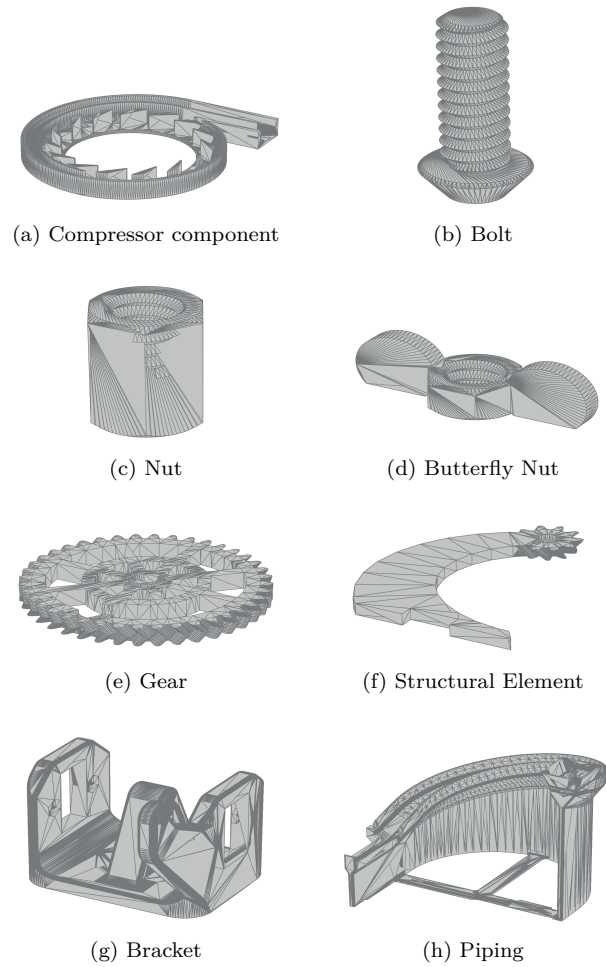 (a) Compressor component
(b) Bolt
(c) Nut
(d) Butterfly Nut
(e) Gear
(f) Structural Element
(g) Bracket
(h) Piping